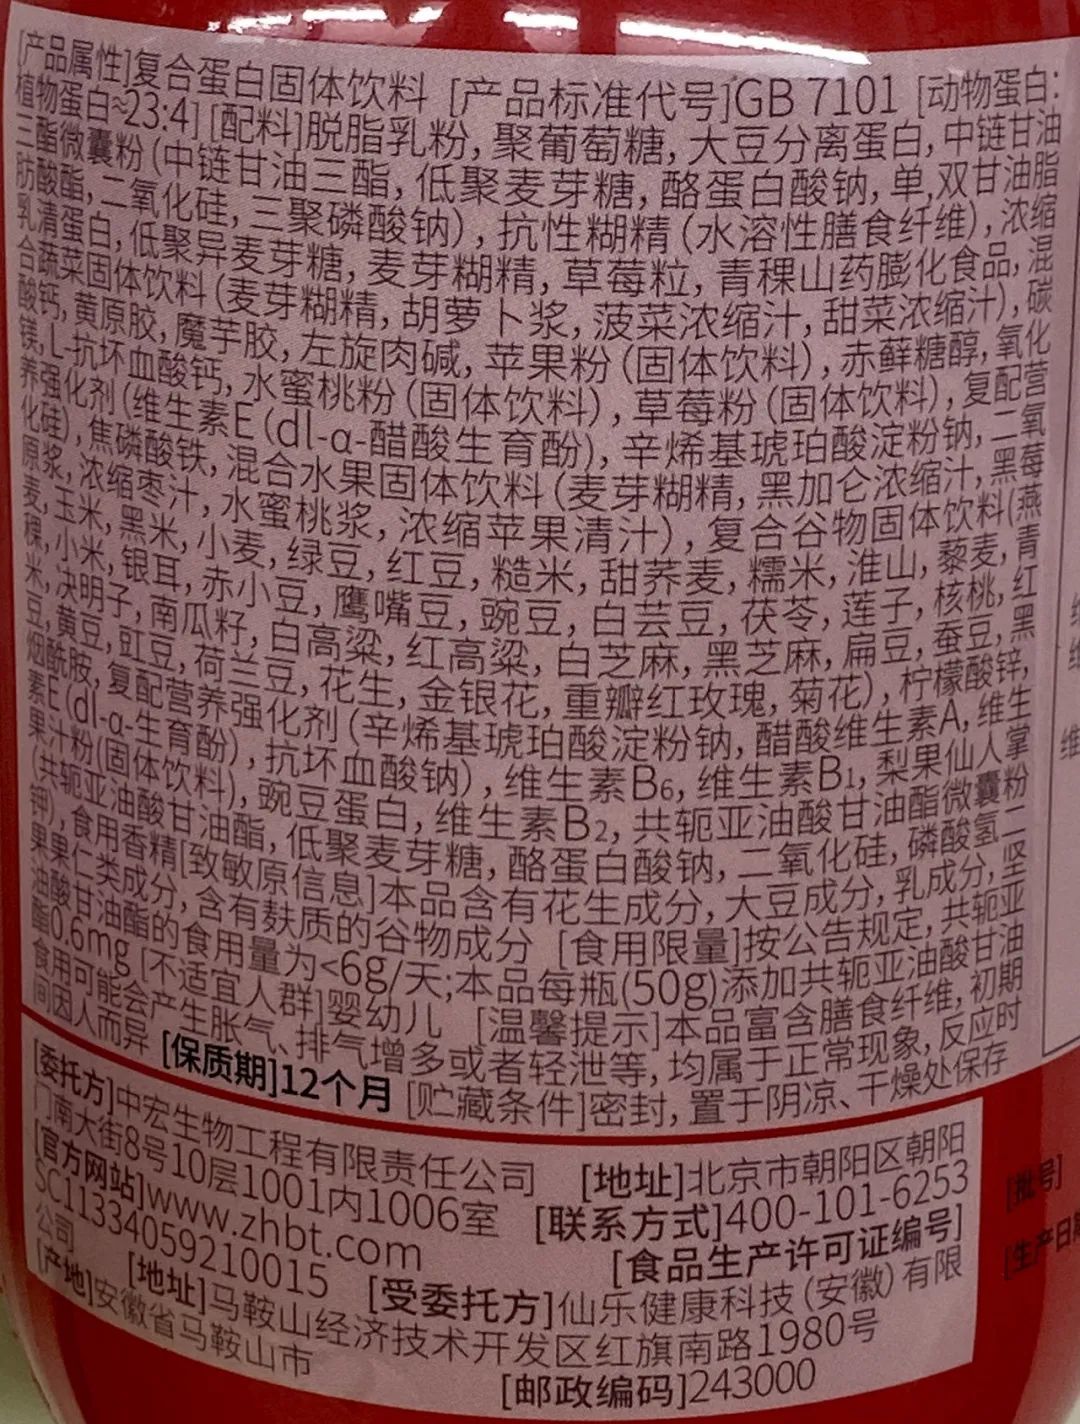 [产品属性]复合蛋白固体饮料 [产品标准代号]GB 7101 [动物蛋白:
植物蛋白≈23:4] [配料]脱脂乳粉, 聚葡萄糖, 大豆分离蛋白, 中链甘油
三酯微囊粉(中链甘油三酯, 低聚麦芽糖, 酪蛋白酸钠, 单,双甘油脂
肪酸酯, 二氧化硅, 三聚磷酸钠), 抗性糊精(水溶性膳食纤维), 浓缩
乳清蛋白, 低聚异麦芽糖, 麦芽糊精, 草莓粒, 青稞山药膨化食品, 混
合蔬菜固体饮料(麦芽糊精, 胡萝卜浆, 菠菜浓缩汁, 甜菜浓缩汁), 碳
酸钙, 黄原胶, 魔芋胶, 左旋肉碱, 苹果粉(固体饮料), 赤藓糖醇, 氧化
镁, L-抗坏血酸钙, 水蜜桃粉(固体饮料), 草莓粉(固体饮料), 复配营
养强化剂(维生素E(dl-α-醋酸生育酚), 辛烯基琥珀酸淀粉钠, 二氧
化硅), 焦磷酸铁, 混合水果固体饮料(麦芽糊精, 黑加仑浓缩汁, 黑莓
原浆, 浓缩枣汁, 水蜜桃浆, 浓缩苹果清汁), 复合谷物固体饮料(燕
麦, 玉米, 黑米, 小麦, 绿豆, 红豆, 糙米, 甜荞麦, 糯米, 淮山, 藜麦, 青
稞, 小米, 银耳, 赤小豆, 鹰嘴豆, 豌豆, 白芸豆, 茯苓, 莲子, 核桃, 红
米, 决明子, 南瓜籽, 白高粱, 红高粱, 白芝麻, 黑芝麻, 扁豆, 蚕豆, 黑
豆, 黄豆, 豇豆, 荷兰豆, 花生, 金银花, 重瓣红玫瑰, 菊花), 柠檬酸锌,
烟酰胺, 复配营养强化剂(辛烯基琥珀酸淀粉钠, 醋酸维生素A, 维生
素E(dl-α-生育酚), 抗坏血酸钠), 维生素B6, 维生素B1, 梨果仙人掌
果汁粉(固体饮料), 豌豆蛋白, 维生素B2, 共轭亚油酸甘油酯微囊粉
(共轭亚油酸甘油酯, 低聚麦芽糖, 酪蛋白酸钠, 二氧化硅, 磷酸氢二
钾), 食用香精[致敏原信息]本品含有花生成分, 大豆成分, 乳成分, 坚
果果仁类成分, 含有麸质的谷物成分 [食用限量]按公告规定, 共轭亚
油酸甘油酯的食用量为<6g/天;本品每瓶(50g)添加共轭亚油酸甘油
酯0.6mg [不适宜人群]婴幼儿 [温馨提示]本品富含膳食纤维, 初期
食用可能会产生胀气、排气增多或者轻泄等, 均属于正常现象, 反应时
间因人而异 [保质期]12个月 [贮藏条件]密封, 置于阴凉、干燥处保存
[委托方]中宏生物工程有限责任公司 [地址]北京市朝阳区朝阳
门南大街8号10层1001内1006室 [联系方式]400-101-6253
[官方网站]www.zhbt.com [食品生产许可证编号]
SC11334059210015 [受委托方]仙乐健康科技(安徽)有限
公司 [地址]马鞍山经济技术开发区红旗南路1980号
[产地]安徽省马鞍山市 [邮政编码]243000
[批号]
[生产日期